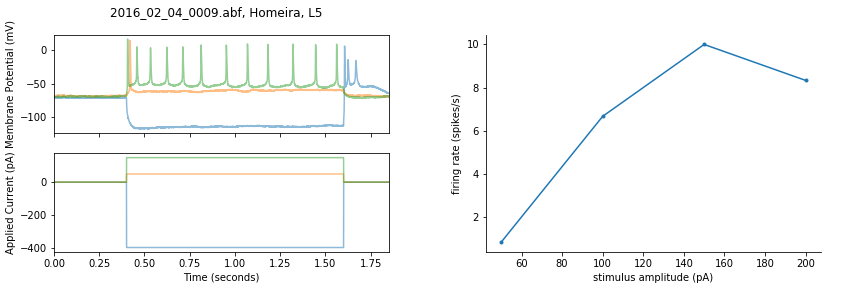 2016_02_04_0009.abf, Homeira, L5
Membrane Potential (mV)
0
−50
−100
Applied Current (pA)
0
−200
−400
0.00 0.25 0.50 0.75 1.00 1.25 1.50 1.75
Time (seconds)
firing rate (spikes/s)
10
8
6
4
2
60 80 100 120 140 160 180 200
stimulus amplitude (pA)